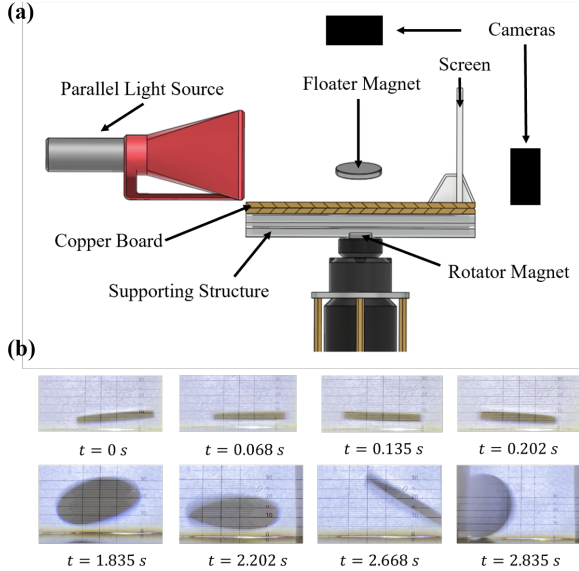 (a)
Cameras
Screen
Floater Magnet
Parallel Light Source
Copper Board
Rotator Magnet
Supporting Structure
(b)
t = 0 s
t = 0.068 s
t = 0.135 s
t = 0.202 s
t = 1.835 s
t = 2.202 s
t = 2.668 s
t = 2.835 s